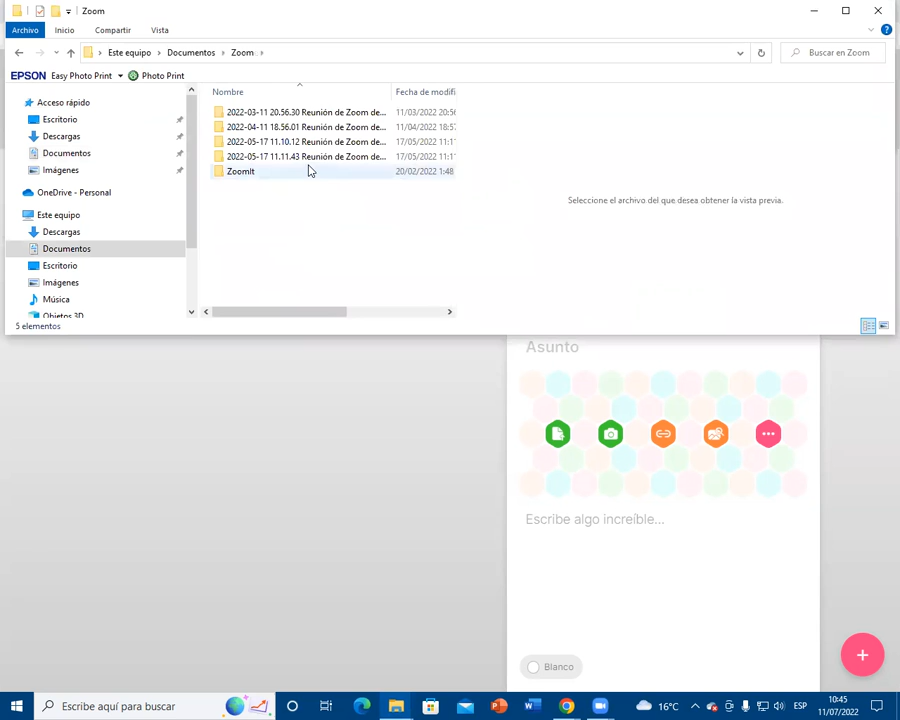 Zoom
Archivo Inicio Compartir Vista
Este equipo Documentos Zoom Buscar en Zoom
EPSON Easy Photo Print Photo Print
Nombre Fecha de modifi
Acceso rápido
Escritorio
Descargas
Documentos
Imágenes
OneDrive - Personal
Este equipo
Descargas
Documentos
Escritorio
Imágenes
Música
Objetos 3D
2022-03-11 20.56.30 Reunión de Zoom de... 11/03/2022 20:56
2022-04-11 18.56.01 Reunión de Zoom de... 11/04/2022 18:57
2022-05-17 11.10.12 Reunión de Zoom de... 17/05/2022 11:11
2022-05-17 11.11.43 Reunión de Zoom de... 17/05/2022 11:11
ZoomIt 20/02/2022 1:48
Seleccione el archivo del que desea obtener la vista previa.
5 elementos
Asunto
Escribe algo increíble...
Blanco
Escribe aquí para buscar
16°C
ESP
10:45
11/07/2022